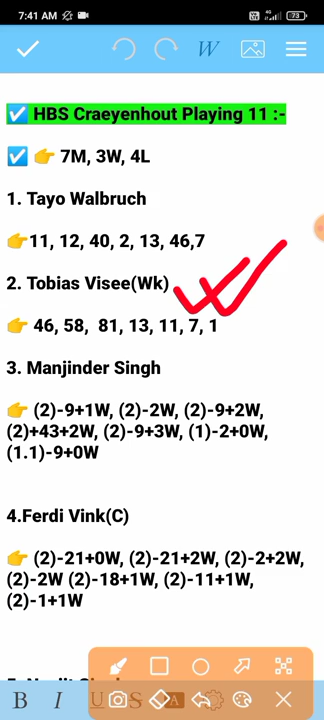 7:41 AM
73
W
HBS Craeyenhout Playing 11 :-
7M, 3W, 4L
1. Tayo Walbruch
11, 12, 40, 2, 13, 46,7
2. Tobias Visee(Wk)
46, 58, 81, 13, 11, 7, 1
3. Manjinder Singh
(2)-9+1W, (2)-2W, (2)-9+2W,
(2)+43+2W, (2)-9+3W, (1)-2+0W,
(1.1)-9+0W
4.Ferdi Vink(C)
(2)-21+0W, (2)-21+2W, (2)-2+2W,
(2)-2W (2)-18+1W, (2)-11+1W,
(2)-1+1W
B I U S A